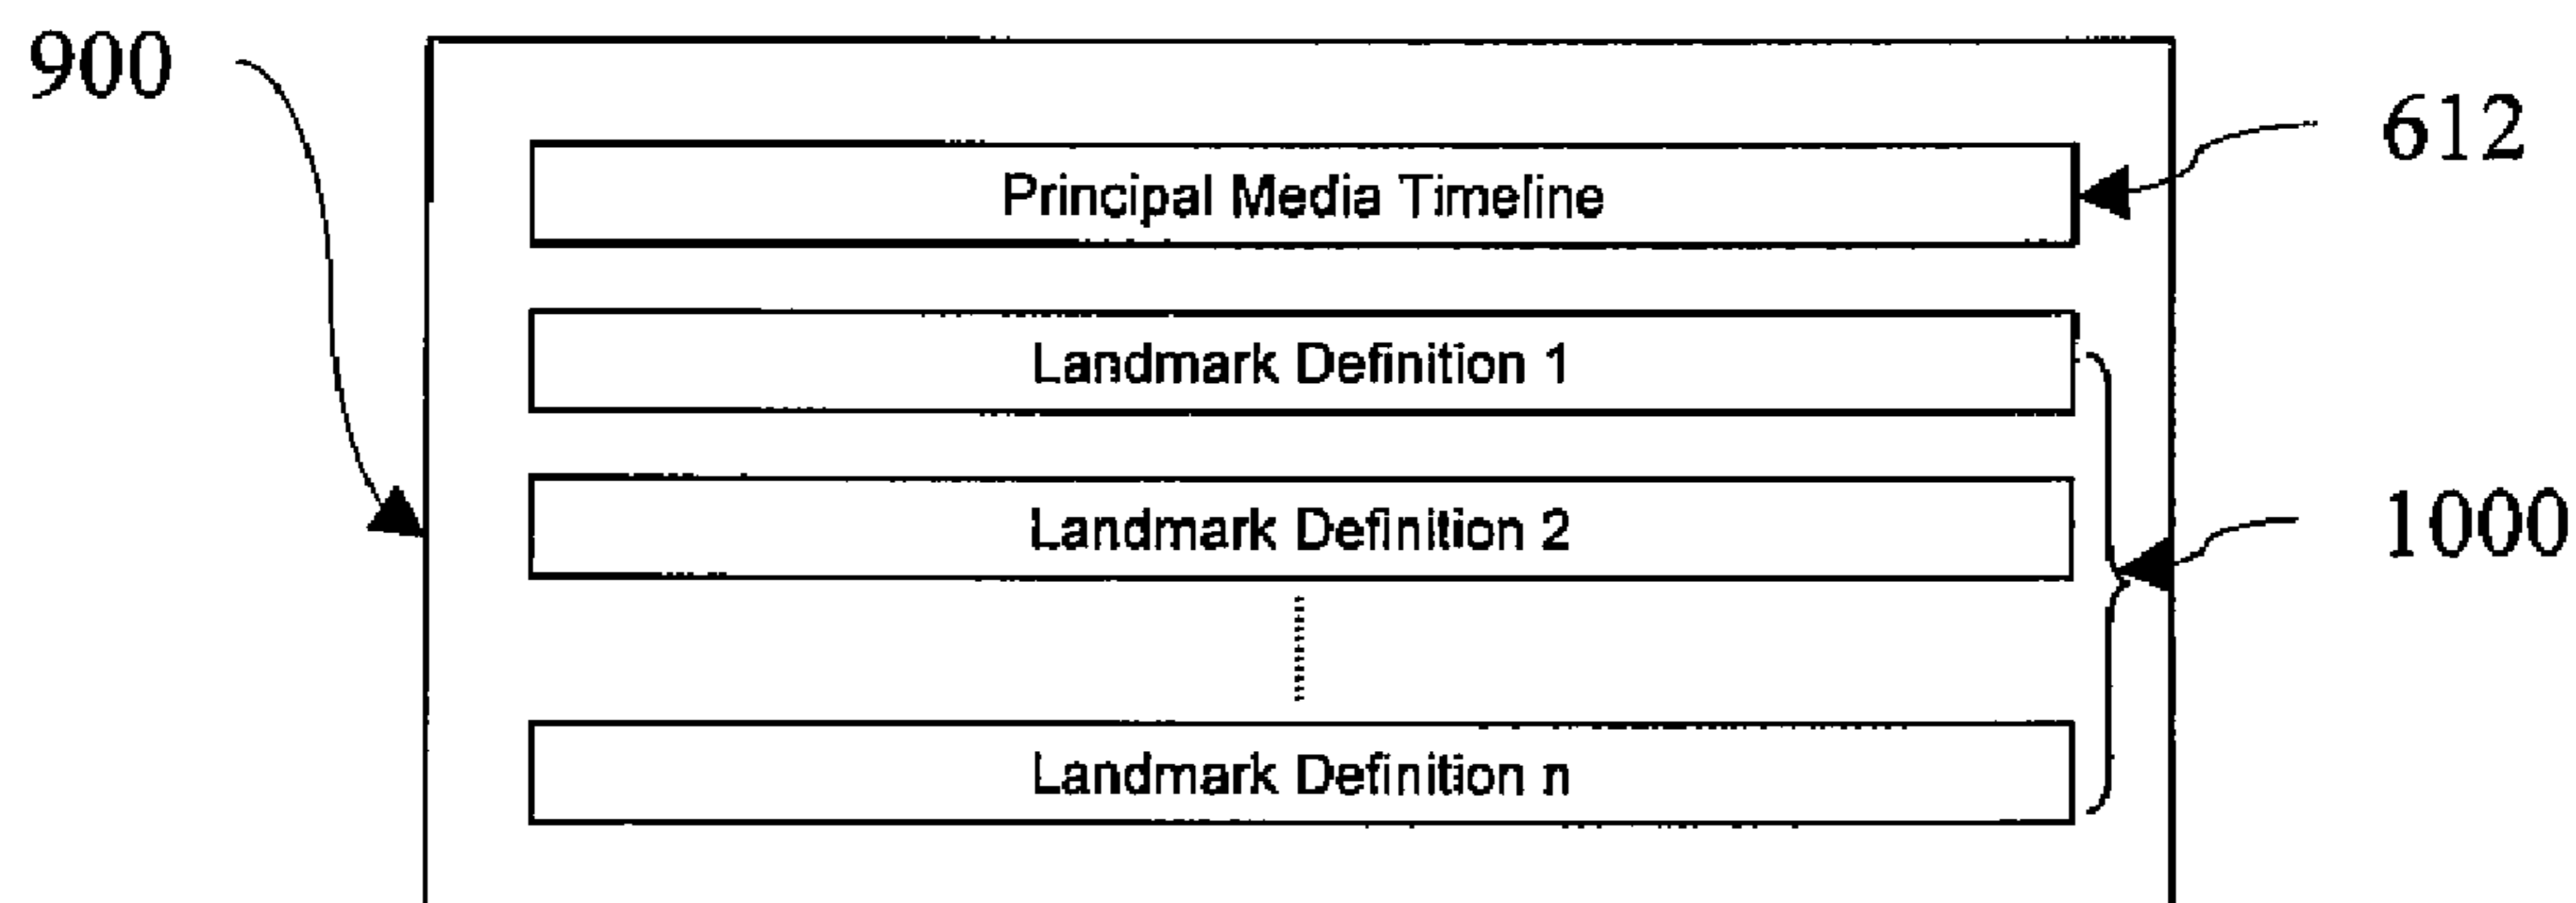 900
612
Principal Media Timeline
Landmark Definition 1
Landmark Definition 2
1000
Landmark Definition n